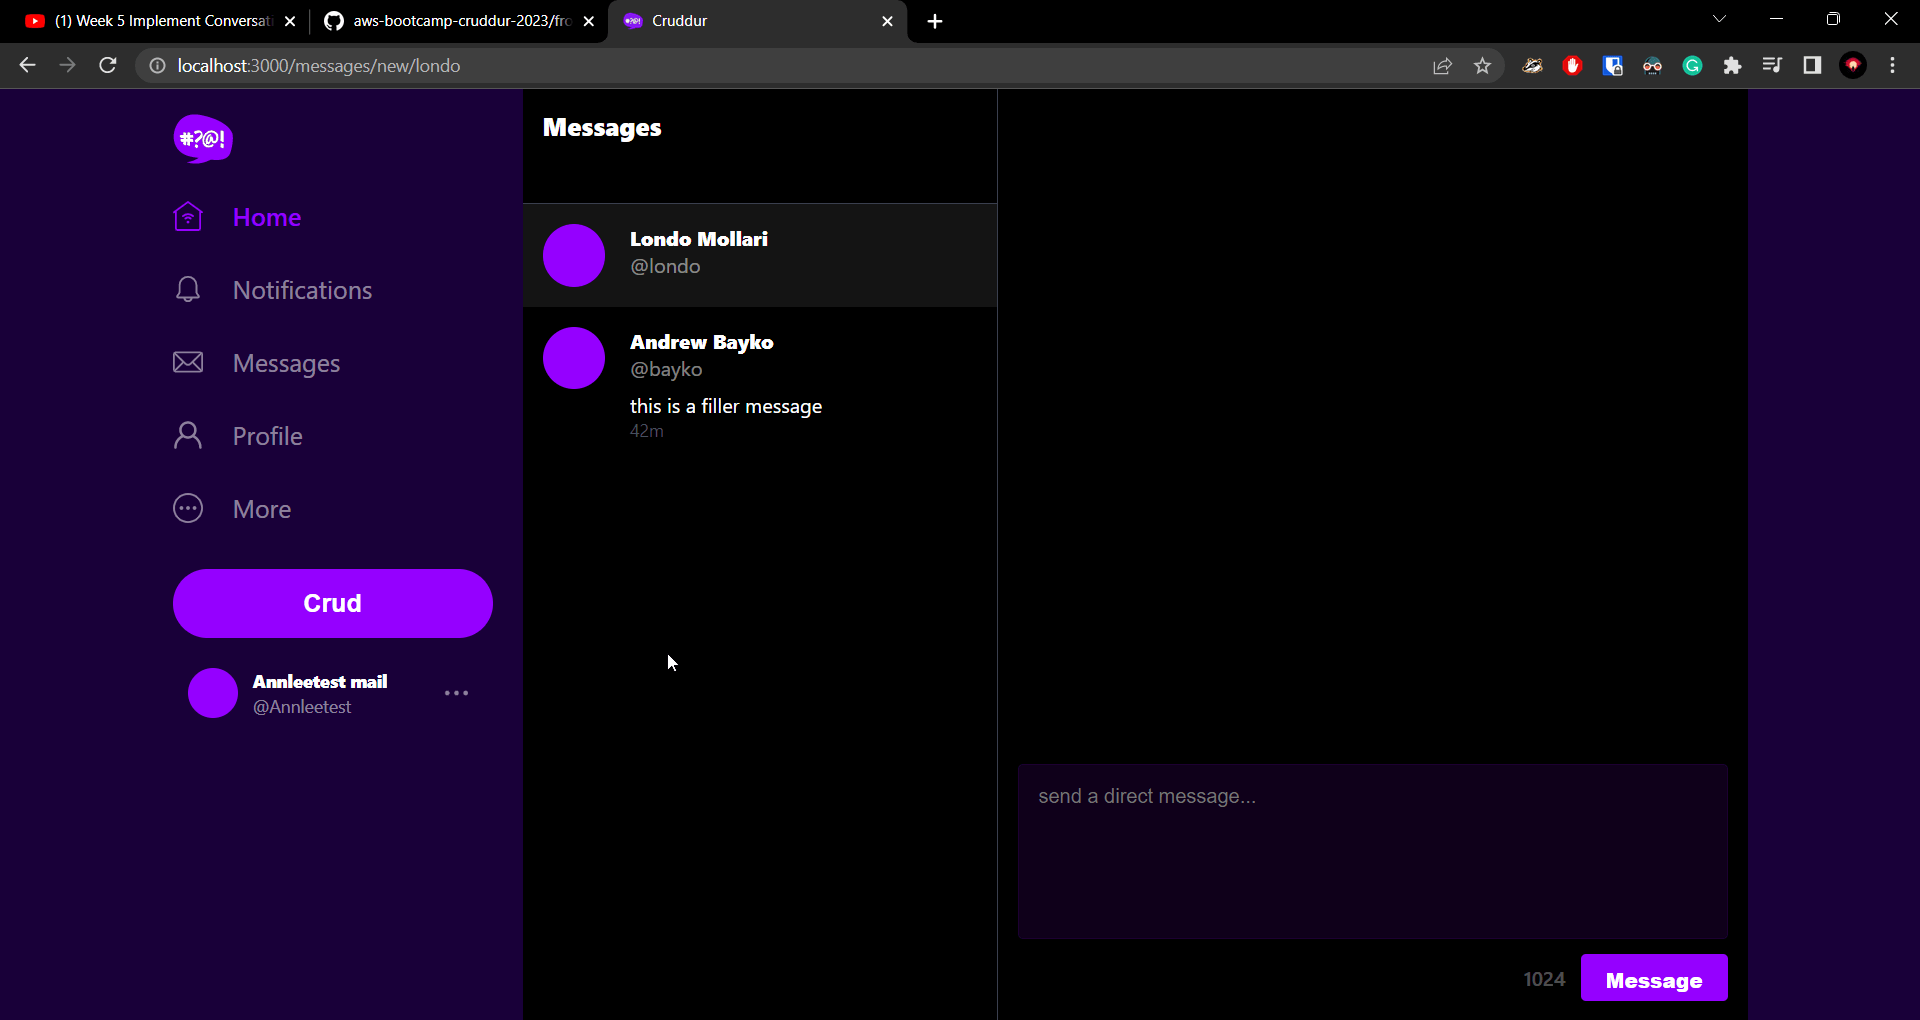 (1) Week 5 Implement Conversati
aws-bootcamp-cruddur-2023/fro
Cruddur
localhost:3000/messages/new/londo
#?@!
Home
Notifications
Messages
Profile
More
Crud
Annleetest mail
@Annleetest
Messages
Londo Mollari
@londo
Andrew Bayko
@bayko
this is a filler message
42m
send a direct message...
1024
Message